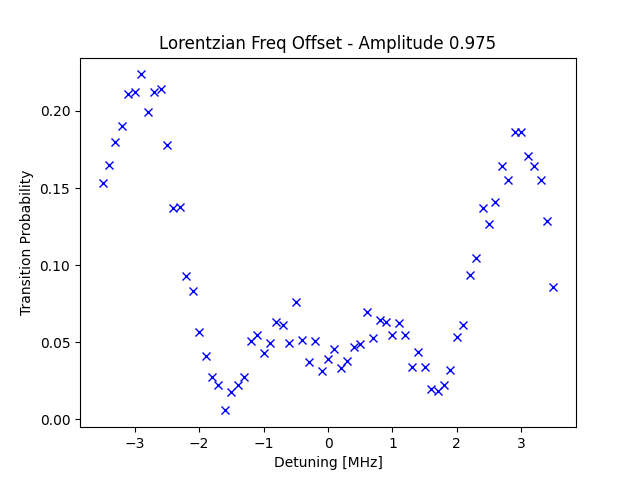 Lorentzian Freq Offset - Amplitude 0.975
Transition Probability
0.20
0.15
0.10
0.05
0.00
−3 −2 −1 0 1 2 3
Detuning [MHz]